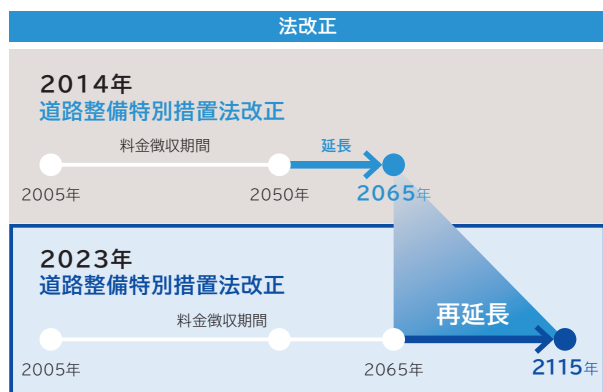 法改正
2014年
道路整備特別措置法改正
料金徴収期間
延長
2005年
2050年
2065年
2023年
道路整備特別措置法改正
料金徴収期間
再延長
2005年
2065年
2115年